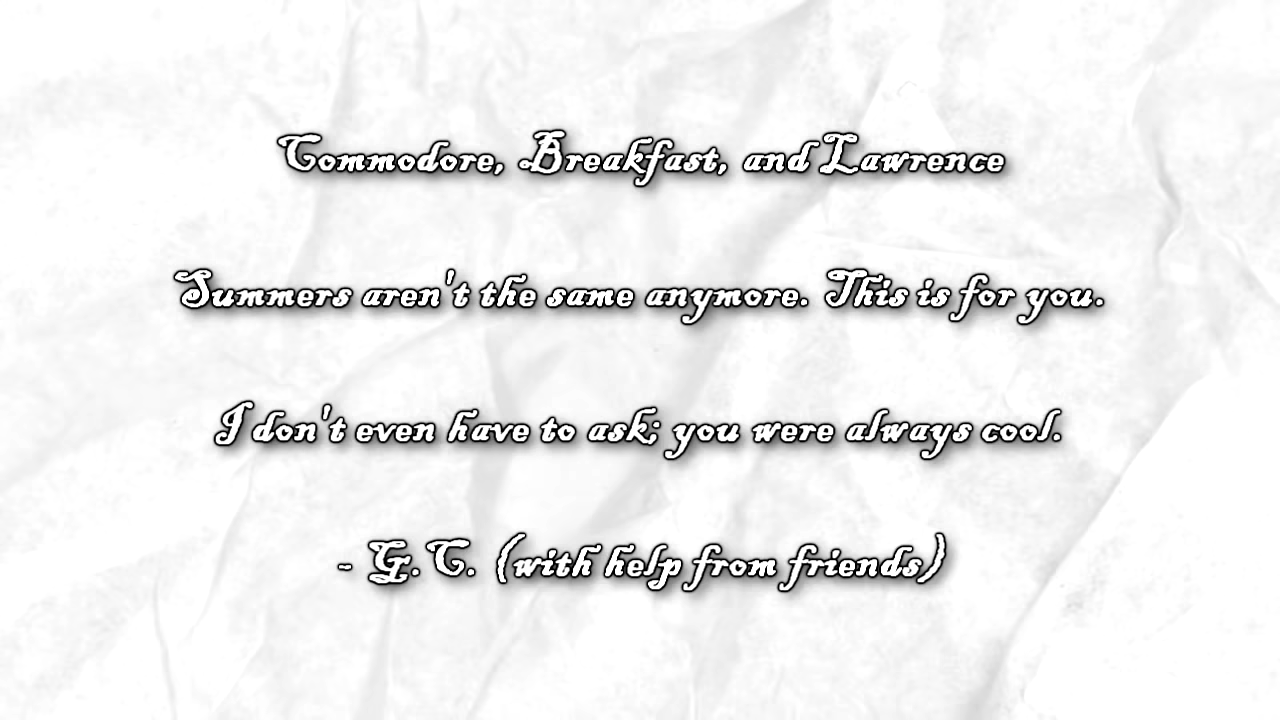 Commodore, Breakfast, and Lawrence
Summers aren't the same anymore. This is for you.
I don't even have to ask; you were always cool.
- G.C. (with help from friends)